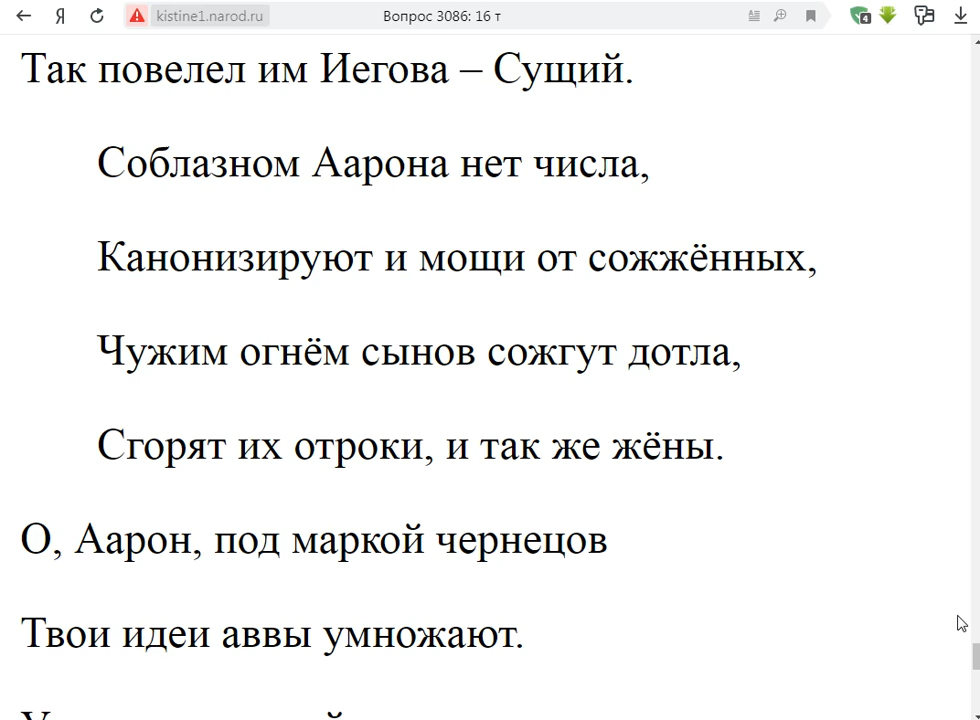 Я kistine1.narod.ru Вопрос 3086: 16 т 4
Так повелел им Иегова – Сущий.
Соблазном Аарона нет числа,
Канонизируют и мощи от сожжённых,
Чужим огнём сынов сожгут дотла,
Сгорят их отроки, и так же жёны.
О, Аарон, под маркой чернецов
Твои идеи аввы умножают.